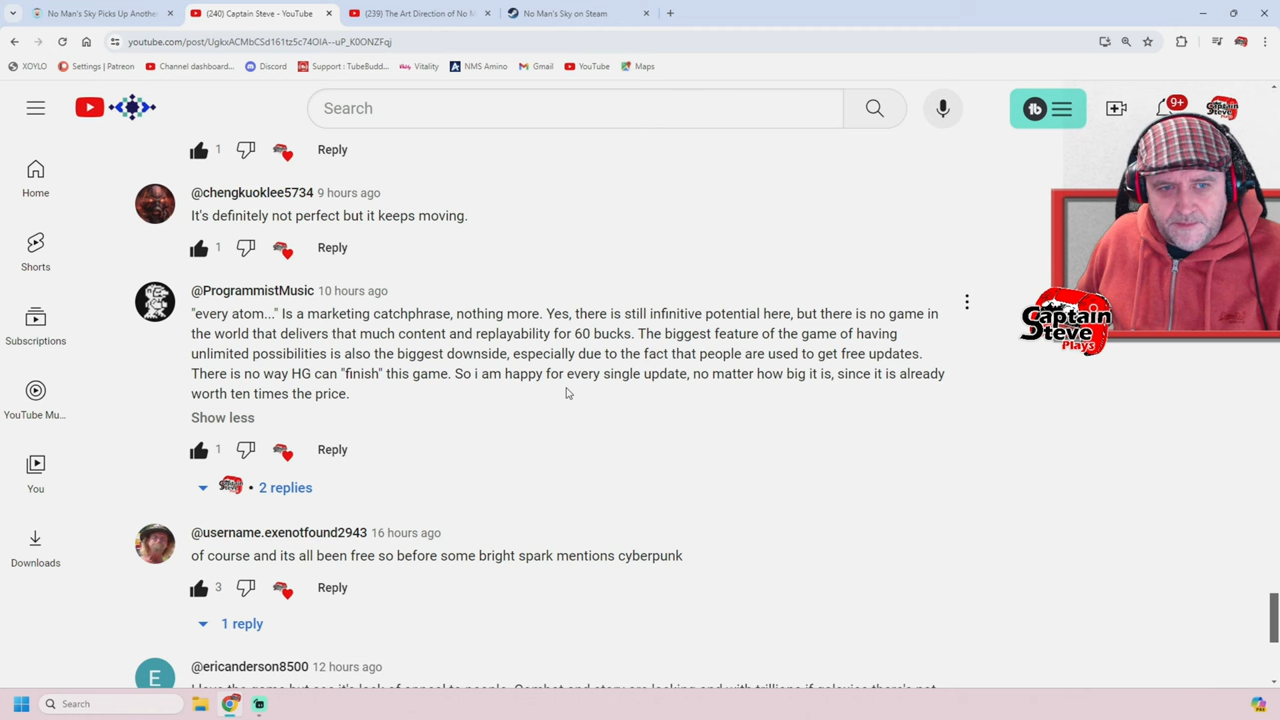 No Man's Sky Picks Up Anothe
(240) Captain Steve - YouTube
(239) The Art Direction of No M
No Man's Sky on Steam
youtube.com/post/UgkxACMbCSd161tz5c74OIA--uP_K0ONZFqj
XOYLO
Settings | Patreon
Channel dashboard...
Discord
Support : TubeBudd...
Vitality
NMS Amino
Gmail
YouTube
Maps
Search
9+
Home
Shorts
Subscriptions
YouTube Mu...
You
Downloads
1
Reply
@chengkuoklee5734 9 hours ago
It's definitely not perfect but it keeps moving.
1
Reply
@ProgrammistMusic 10 hours ago
"every atom..." Is a marketing catchphrase, nothing more. Yes, there is still infinitive potential here, but there is no game in
the world that delivers that much content and replayability for 60 bucks. The biggest feature of the game of having
unlimited possibilities is also the biggest downside, especially due to the fact that people are used to get free updates.
There is no way HG can "finish" this game. So i am happy for every single update, no matter how big it is, since it is already
worth ten times the price.
Show less
1
Reply
• 2 replies
@username.exenotfound2943 16 hours ago
of course and its all been free so before some bright spark mentions cyberpunk
3
Reply
1 reply
E
@ericanderson8500 12 hours ago
Captain
Steve
Plays
Search